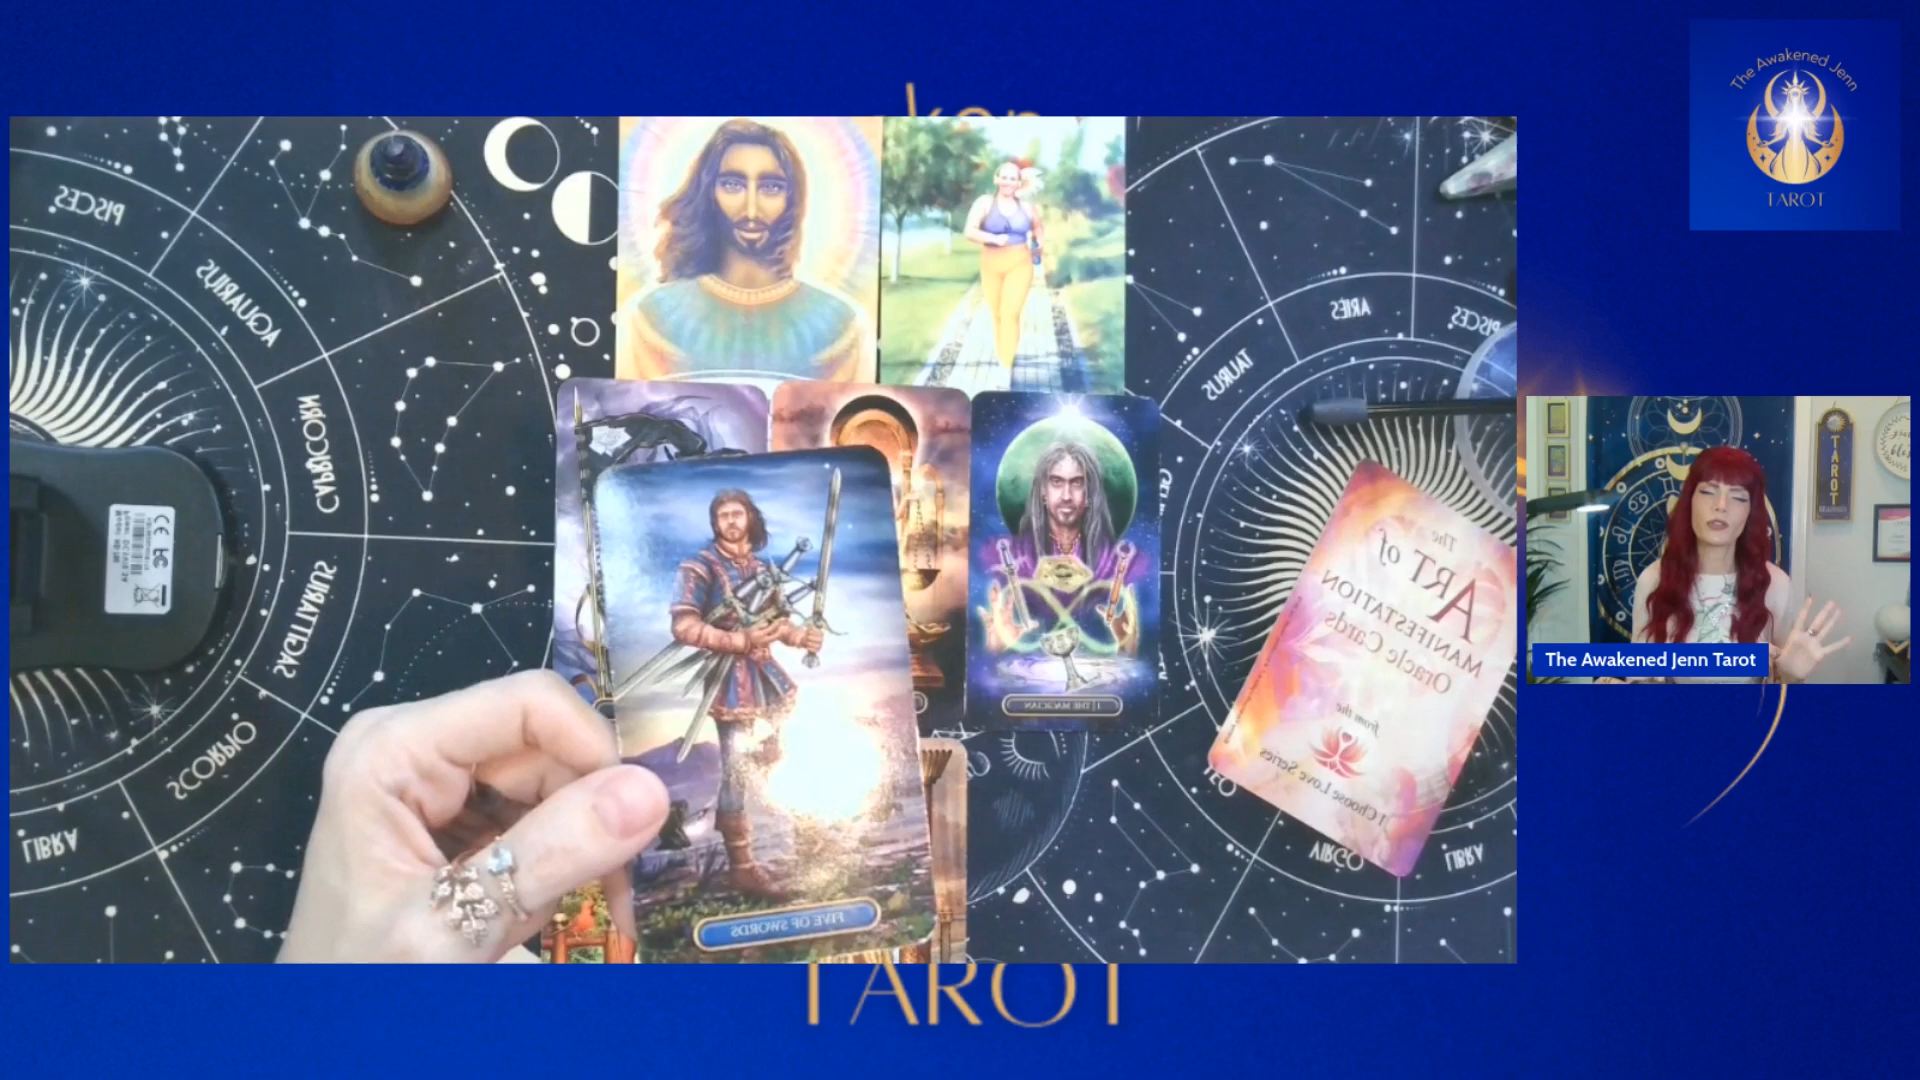 The Awakened Jenn
TAROT
ken
PISCES
AQUARIUS
CAPRICORN
SAGITTARIUS
SCORPIO
LIBRA
ARIES
PISCES
TAURUS
VIRGO
LIBRA
I THE MAGICIAN
FIVE OF SWORDS
The
ART of
MANIFESTATION
Oracle Cards
from the
I Choose Love Series
TAROT
The Awakened Jenn Tarot
TAROT